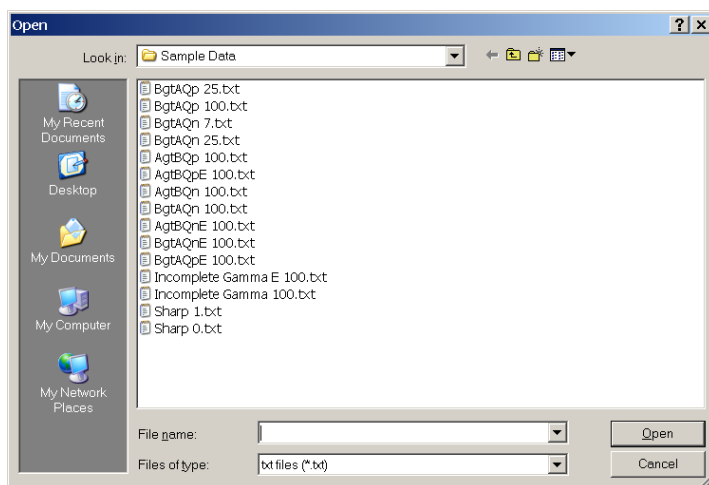 Open
Look in:
Sample Data
My Recent
Documents
Desktop
My Documents
My Computer
My Network
Places
BgtAQp 25.txt
BgtAQp 100.txt
BgtAQn 7.txt
BgtAQn 25.txt
AgtBQp 100.txt
AgtBQpE 100.txt
AgtBQn 100.txt
BgtAQn 100.txt
AgtBQnE 100.txt
BgtAQnE 100.txt
BgtAQpE 100.txt
Incomplete Gamma E 100.txt
Incomplete Gamma 100.txt
Sharp 1.txt
Sharp 0.txt
File name:
Open
Files of type:
txt files (*.txt)
Cancel